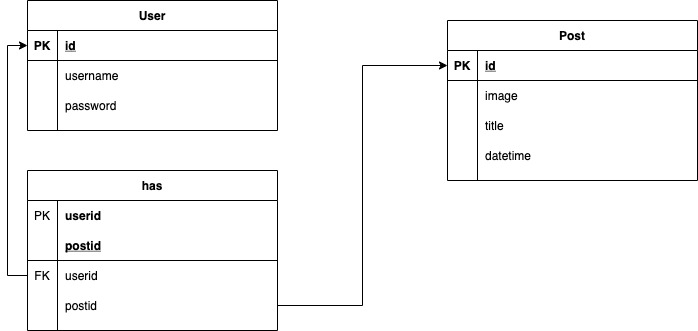 User
PK id
username
password
Post
PK id
image
title
datetime
has
PK userid
postid
FK userid
postid